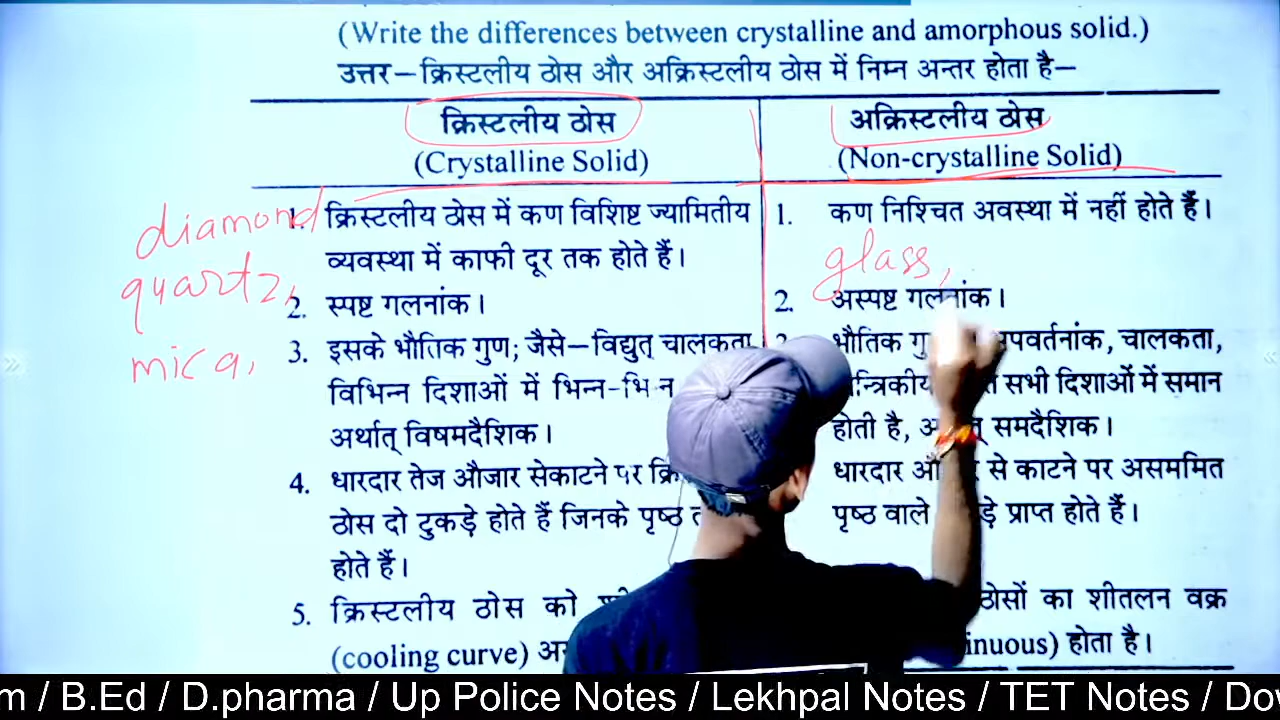 (Write the differences between crystalline and amorphous solid.)
उत्तर–क्रिस्टलीय ठोस और अक्रिस्टलीय ठोस में निम्न अन्तर होता है–
क्रिस्टलीय ठोस
(Crystalline Solid)
अक्रिस्टलीय ठोस
(Non-crystalline Solid)
diamond
quartz,
mica,
1. क्रिस्टलीय ठोस में कण विशिष्ट ज्यामितीय
व्यवस्था में काफी दूर तक होते हैं।
2. स्पष्ट गलनांक।
3. इसके भौतिक गुण; जैसे–विद्युत् चालकता
विभिन्न दिशाओं में भिन्न-भिन्न
अर्थात् विषमदैशिक।
4. धारदार तेज औजार सेकाटने पर
ठोस दो टुकड़े होते हैं जिनके पृष्ठ
होते हैं।
5. क्रिस्टलीय ठोस को
(cooling curve)
1. कण निश्चित अवस्था में नहीं होते हैं।
glass,
2. अस्पष्ट गलनांक।
भौतिक चालकता,
सभी दिशाओं में समान
होती है, समदैशिक।
धारदार से काटने पर असममित
पृष्ठ वाले प्राप्त होते हैं।
ठोसों का शीतलन वक्र
होता है।
m / B.Ed / D.pharma / Up Police Notes / Lekhpal Notes / TET Notes / Dow